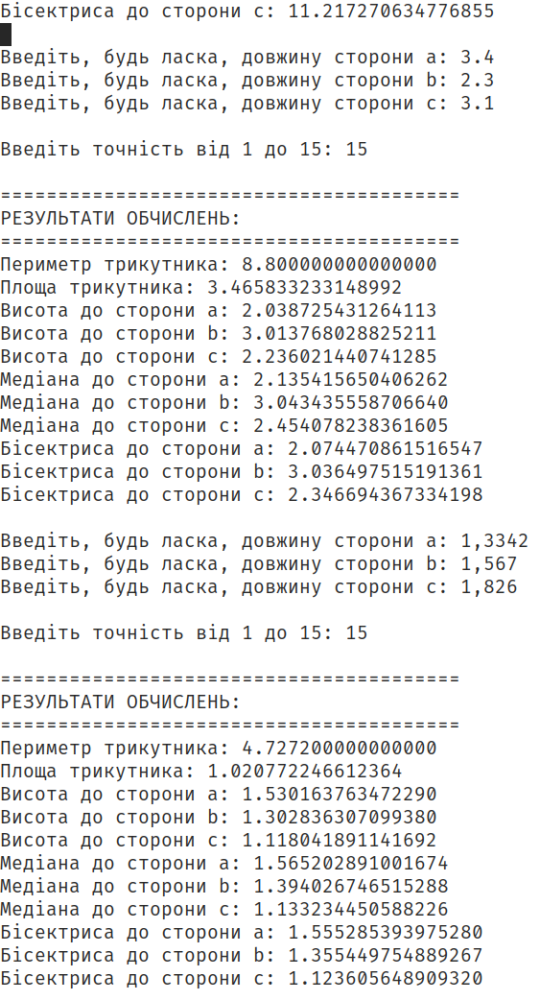 Бісектриса до сторони c: 11.217270634776855
Введіть, будь ласка, довжину сторони a: 3.4
Введіть, будь ласка, довжину сторони b: 2.3
Введіть, будь ласка, довжину сторони c: 3.1
Введіть точність від 1 до 15: 15
========================================
РЕЗУЛЬТАТИ ОБЧИСЛЕНЬ:
========================================
Периметр трикутника: 8.800000000000000
Площа трикутника: 3.465833233148992
Висота до сторони a: 2.038725431264113
Висота до сторони b: 3.013768028825211
Висота до сторони c: 2.236021440741285
Медіана до сторони a: 2.135415650406262
Медіана до сторони b: 3.043435558706640
Медіана до сторони c: 2.454078238361605
Бісектриса до сторони a: 2.074470861516547
Бісектриса до сторони b: 3.036497515191361
Бісектриса до сторони c: 2.346694367334198
Введіть, будь ласка, довжину сторони a: 1,3342
Введіть, будь ласка, довжину сторони b: 1,567
Введіть, будь ласка, довжину сторони c: 1,826
Введіть точність від 1 до 15: 15
========================================
РЕЗУЛЬТАТИ ОБЧИСЛЕНЬ:
========================================
Периметр трикутника: 4.727200000000000
Площа трикутника: 1.020772246612364
Висота до сторони a: 1.530163763472290
Висота до сторони b: 1.302836307099380
Висота до сторони c: 1.118041891141692
Медіана до сторони a: 1.565202891001674
Медіана до сторони b: 1.394026746515288
Медіана до сторони c: 1.133234450588226
Бісектриса до сторони a: 1.555285393975280
Бісектриса до сторони b: 1.355449754889267
Бісектриса до сторони c: 1.123605648909320